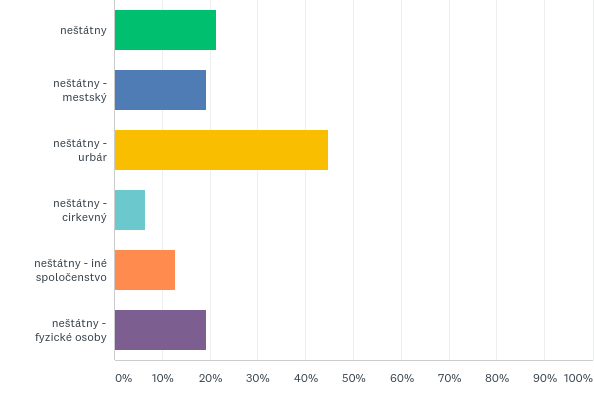 neštátny
neštátny -
mestský
neštátny -
urbár
neštátny -
cirkevný
neštátny - iné
spoločenstvo
neštátny -
fyzické osoby
0% 10% 20% 30% 40% 50% 60% 70% 80% 90% 100%